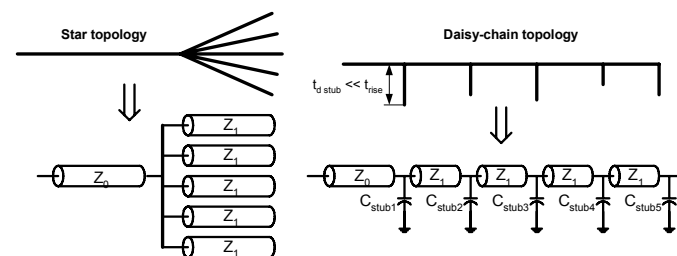 Star topology
Daisy-chain topology
t_d stub << t_rise
Z_1
Z_1
Z_0
Z_1
Z_1
Z_1
Z_0
Z_1
Z_1
Z_1
Z_1
C_stub1
C_stub2
C_stub3
C_stub4
C_stub5